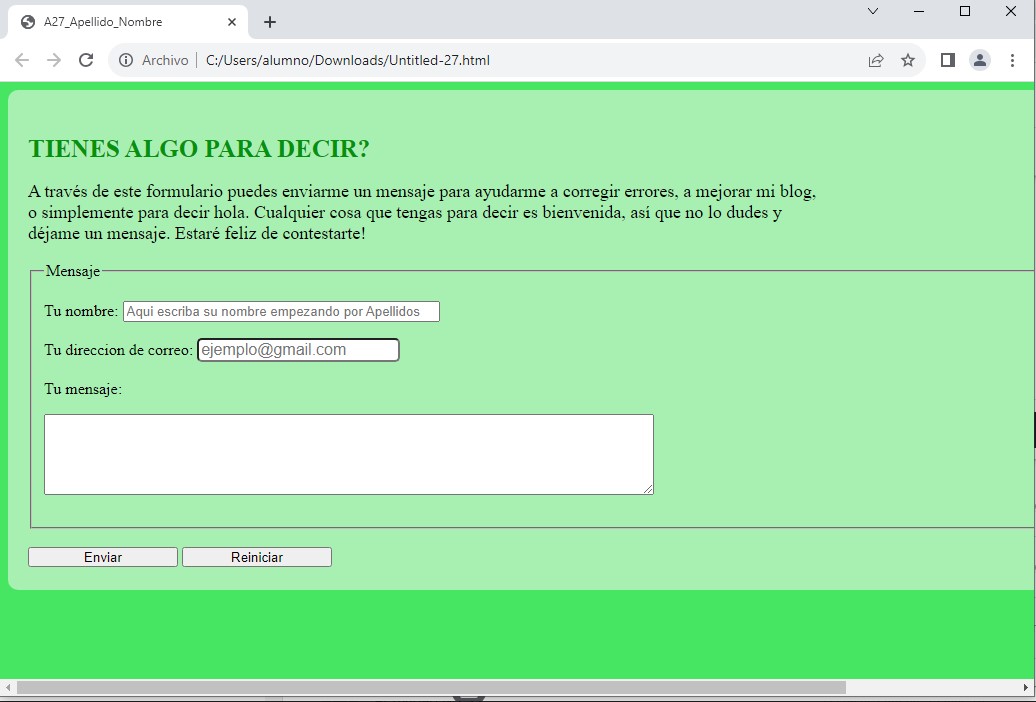 A27_Apellido_Nombre
Archivo C:/Users/alumno/Downloads/Untitled-27.html
TIENES ALGO PARA DECIR?
A través de este formulario puedes enviarme un mensaje para ayudarme a corregir errores, a mejorar mi blog,
o simplemente para decir hola. Cualquier cosa que tengas para decir es bienvenida, así que no lo dudes y
déjame un mensaje. Estaré feliz de contestarte!
Mensaje
Tu nombre: Aqui escriba su nombre empezando por Apellidos
Tu direccion de correo: ejemplo@gmail.com
Tu mensaje:
Enviar Reiniciar